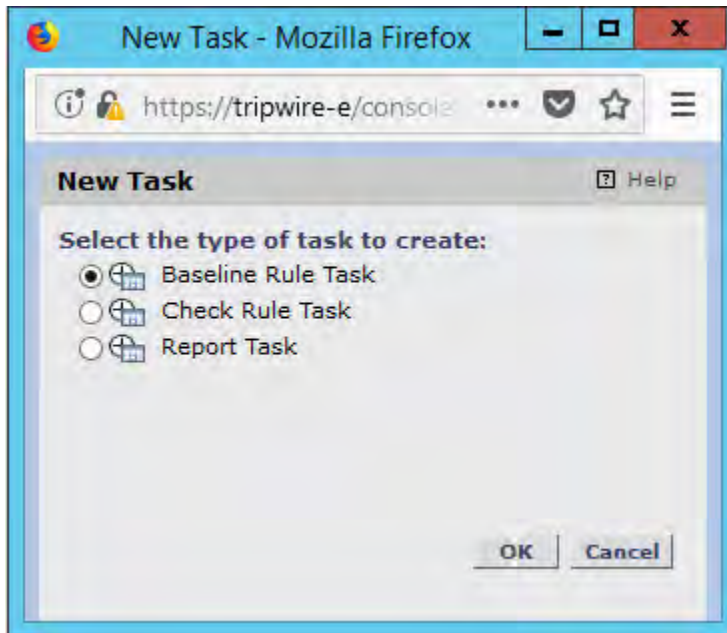 New Task - Mozilla Firefox
https://tripwire-e/console
New Task
Help
Select the type of task to create:
Baseline Rule Task
Check Rule Task
Report Task
OK Cancel